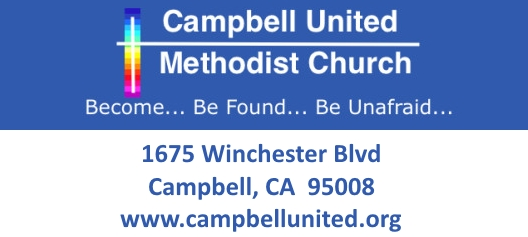 Campbell United
Methodist Church
Become... Be Found... Be Unafraid...
1675 Winchester Blvd
Campbell, CA  95008
www.campbellunited.org